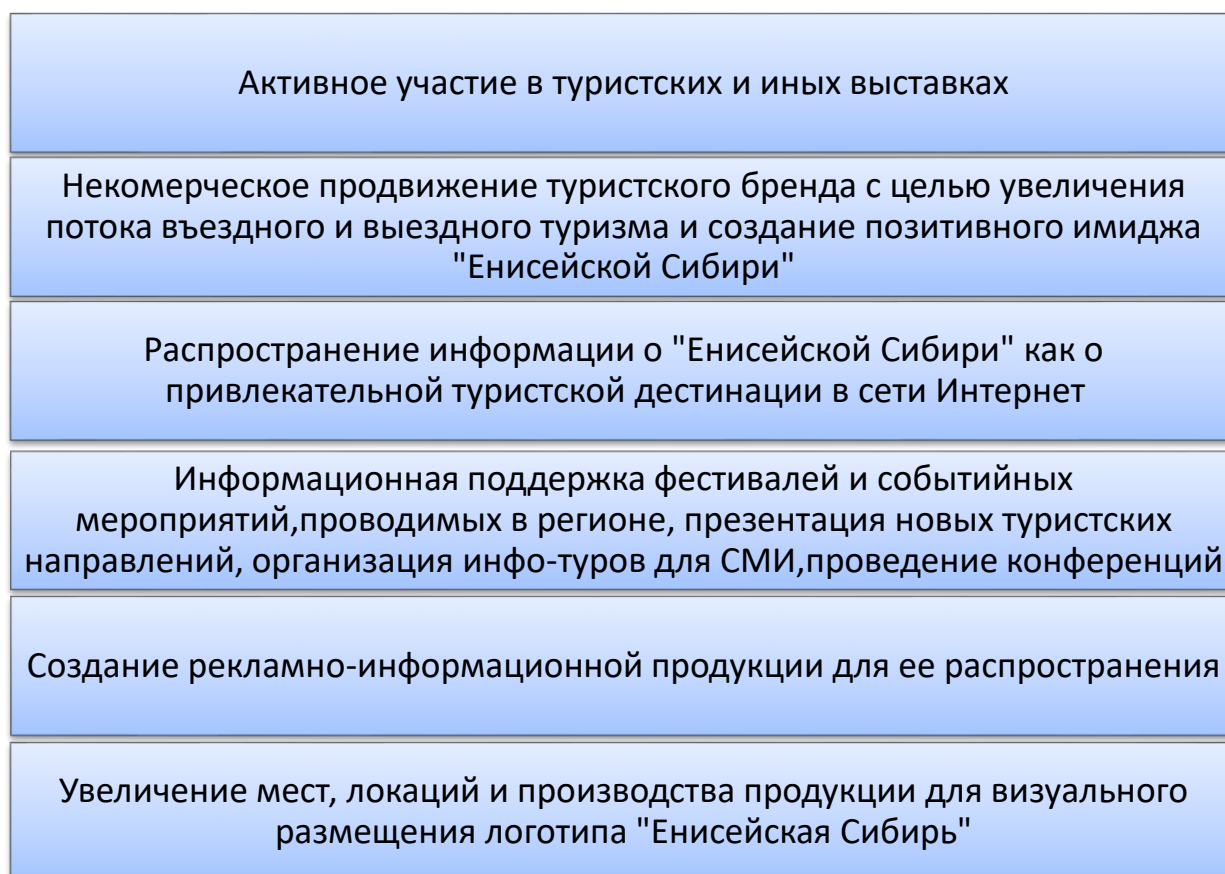 Активное участие в туристских и иных выставках
Некомерческое продвижение туристского бренда с целью увеличения
потока въездного и выездного туризма и создание позитивного имиджа
"Енисейской Сибири"
Распространение информации о "Енисейской Сибири" как о
привлекательной туристской дестинации в сети Интернет
Информационная поддержка фестивалей и событийных
мероприятий,проводимых в регионе, презентация новых туристских
направлений, организация инфо-туров для СМИ,проведение конференций
Создание рекламно-информационной продукции для ее распространения
Увеличение мест, локаций и производства продукции для визуального
размещения логотипа "Енисейская Сибирь"